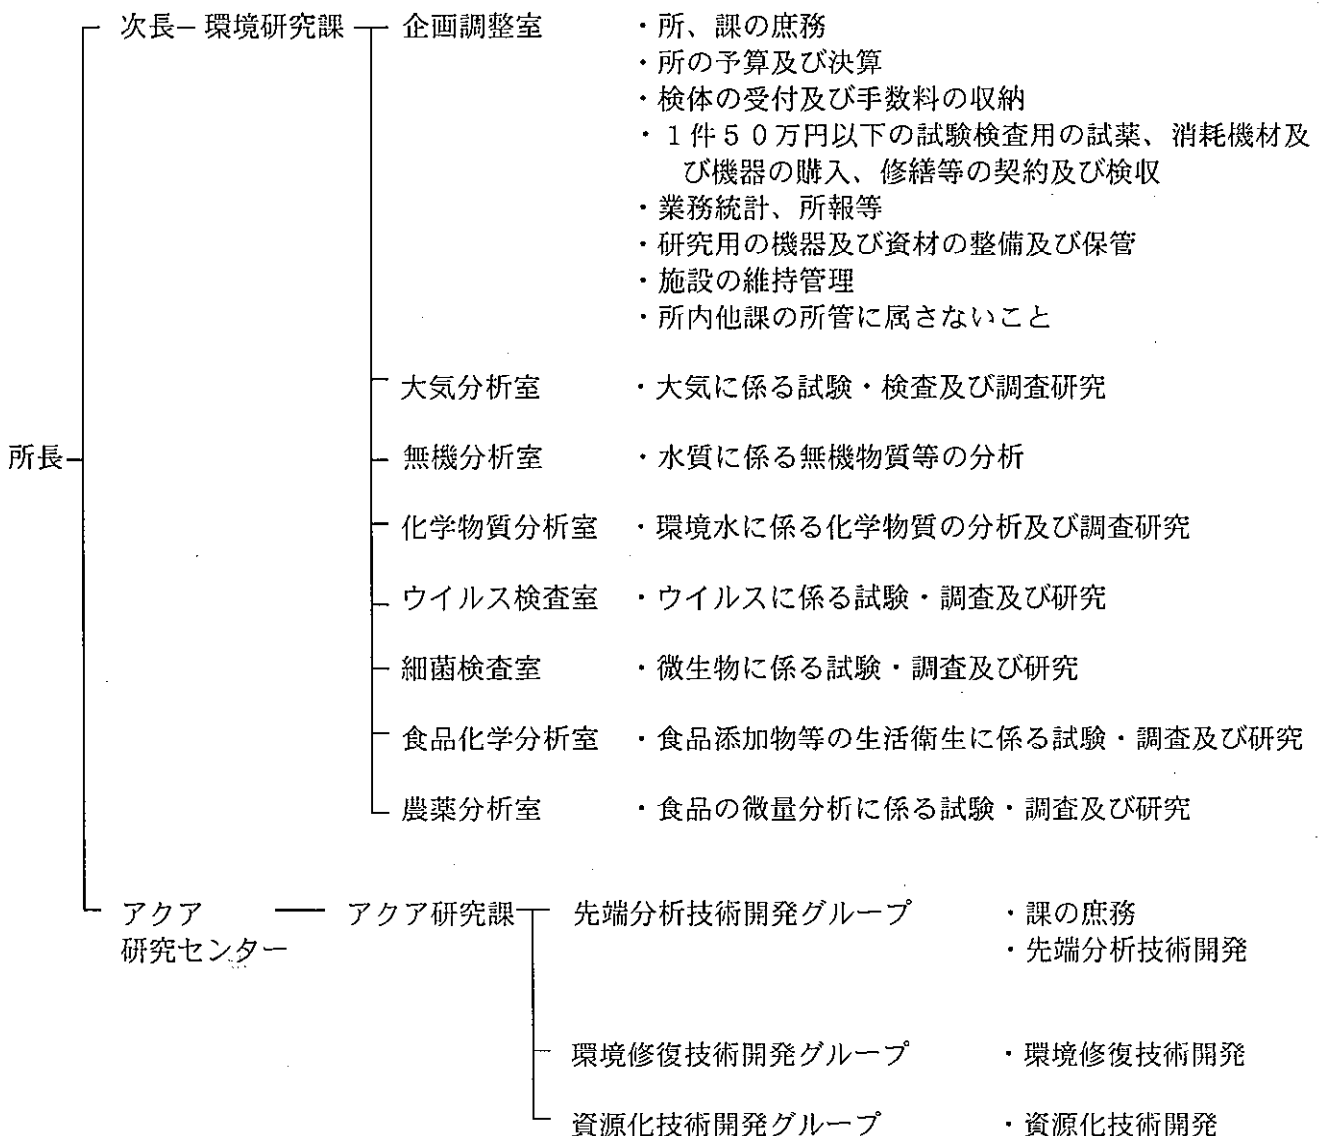 次長 環境研究課 企画調整室 ・所、課の庶務
・所の予算及び決算
・検体の受付及び手数料の収納
・1件50万円以下の試験検査用の試薬、消耗機材及
び機器の購入、修繕等の契約及び検収
・業務統計、所報等
・研究用の機器及び資材の整備及び保管
・施設の維持管理
・所内他課の所管に属さないこと
大気分析室 ・大気に係る試験・検査及び調査研究
所長 無機分析室 ・水質に係る無機物質等の分析
化学物質分析室 ・環境水に係る化学物質の分析及び調査研究
ウイルス検査室 ・ウイルスに係る試験・調査及び研究
細菌検査室 ・微生物に係る試験・調査及び研究
食品化学分析室 ・食品添加物等の生活衛生に係る試験・調査及び研究
農薬分析室 ・食品の微量分析に係る試験・調査及び研究
アクア アクア研究課 先端分析技術開発グループ ・課の庶務
研究センター ・先端分析技術開発
環境修復技術開発グループ ・環境修復技術開発
資源化技術開発グループ ・資源化技術開発